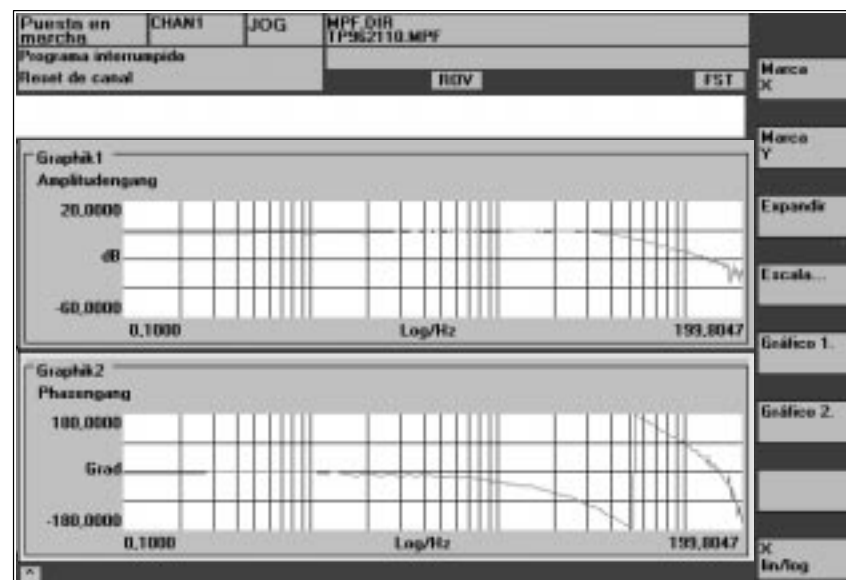 Puesta en
marcha
CHAN1
JOG
MPF.DIR
TP962110.MPF
Programa interrumpido
Reset de canal
ROV
FST
Marca
X
Marca
Y
Expandir
Escala...
Gráfico 1.
Gráfico 2.
X
lin/log
Graphik1
Amplitudengang
20,0000
dB
-60,0000
0,1000
Log/Hz
199,8047
Graphik2
Phasengang
180,0000
Grad
-180,0000
0,1000
Log/Hz
199,8047
^